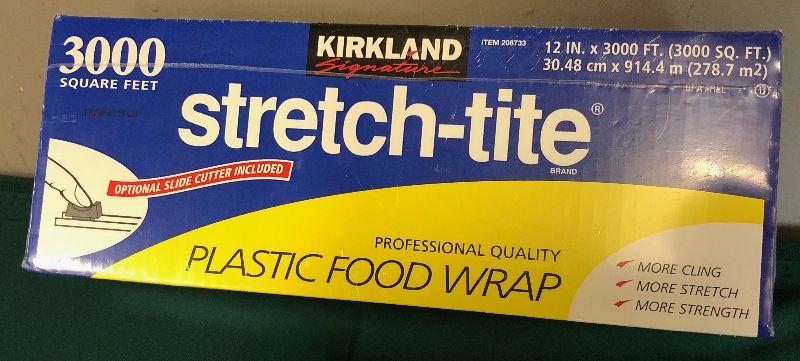 3000
SQUARE FEET
KIRKLAND
Signature
ITEM 208733
12 IN. x 3000 FT. (3000 SQ. FT.)
30.48 cm x 914.4 m (278.7 m2)
stretch-tite®
BRAND
OPTIONAL SLIDE CUTTER INCLUDED
PROFESSIONAL QUALITY
PLASTIC FOOD WRAP
MORE CLING
MORE STRETCH
MORE STRENGTH